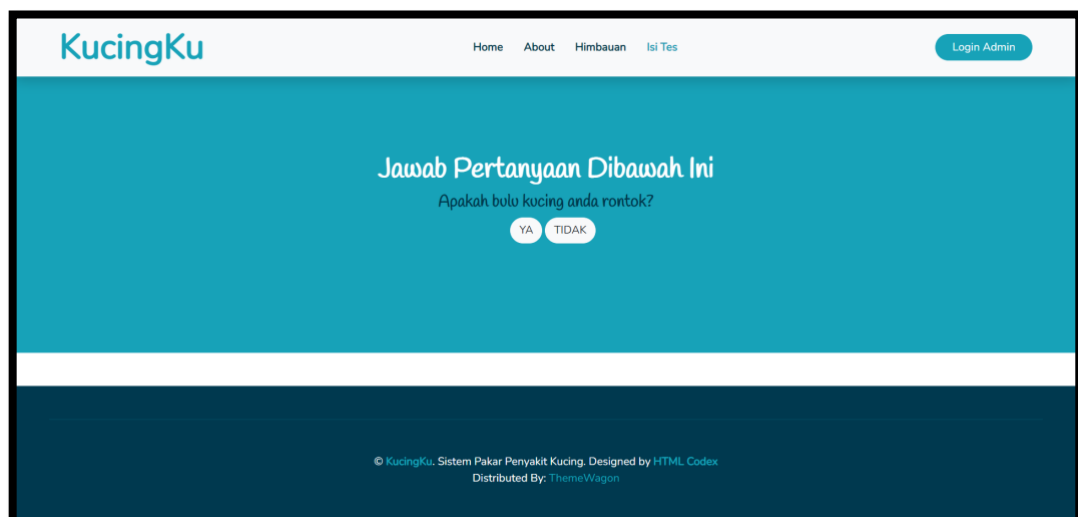 KucingKu
Home About Himbauan Isi Tes
Login Admin
Jawab Pertanyaan Dibawah Ini
Apakah bulu kucing anda rontok?
YA TIDAK
© KucingKu. Sistem Pakar Penyakit Kucing. Designed by HTML Codex
Distributed By: ThemeWagon